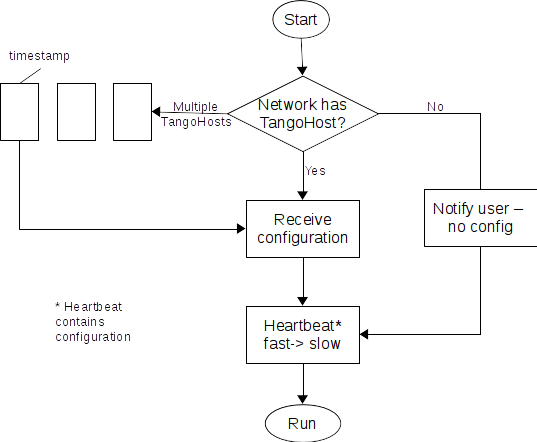 Start
timestamp
Network has
TangoHost?
Multiple
TangoHosts
No
Yes
Receive
configuration
Notify user –
no config
* Heartbeat
contains
configuration
Heartbeat*
fast-> slow
Run